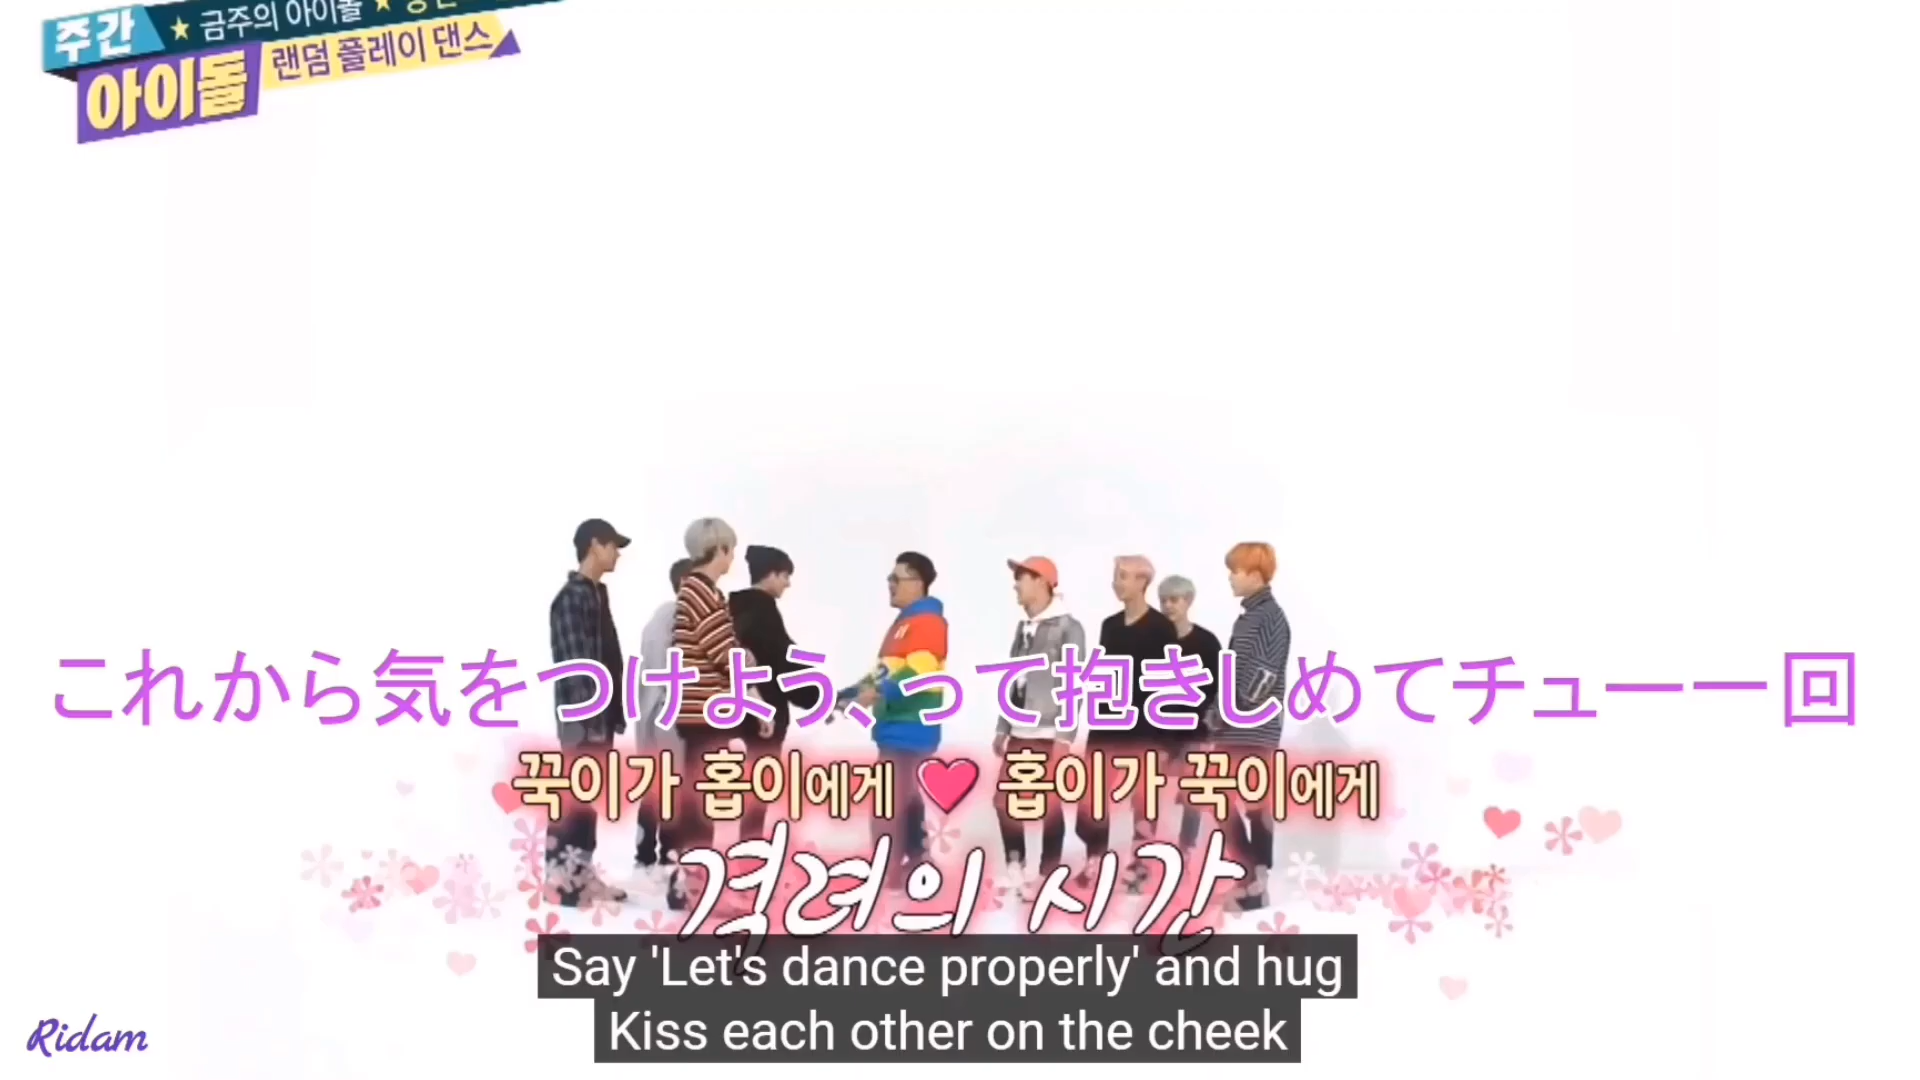 주간
★ 금주의 아이돌 ★
아이돌
랜덤 플레이 댄스
これから気をつけよう、って抱きしめてチュー一回
꾹이가 홉이에게 홉이가 꾹이에게
격려의 시간
Say 'Let's dance properly' and hug
Kiss each other on the cheek
Ridam